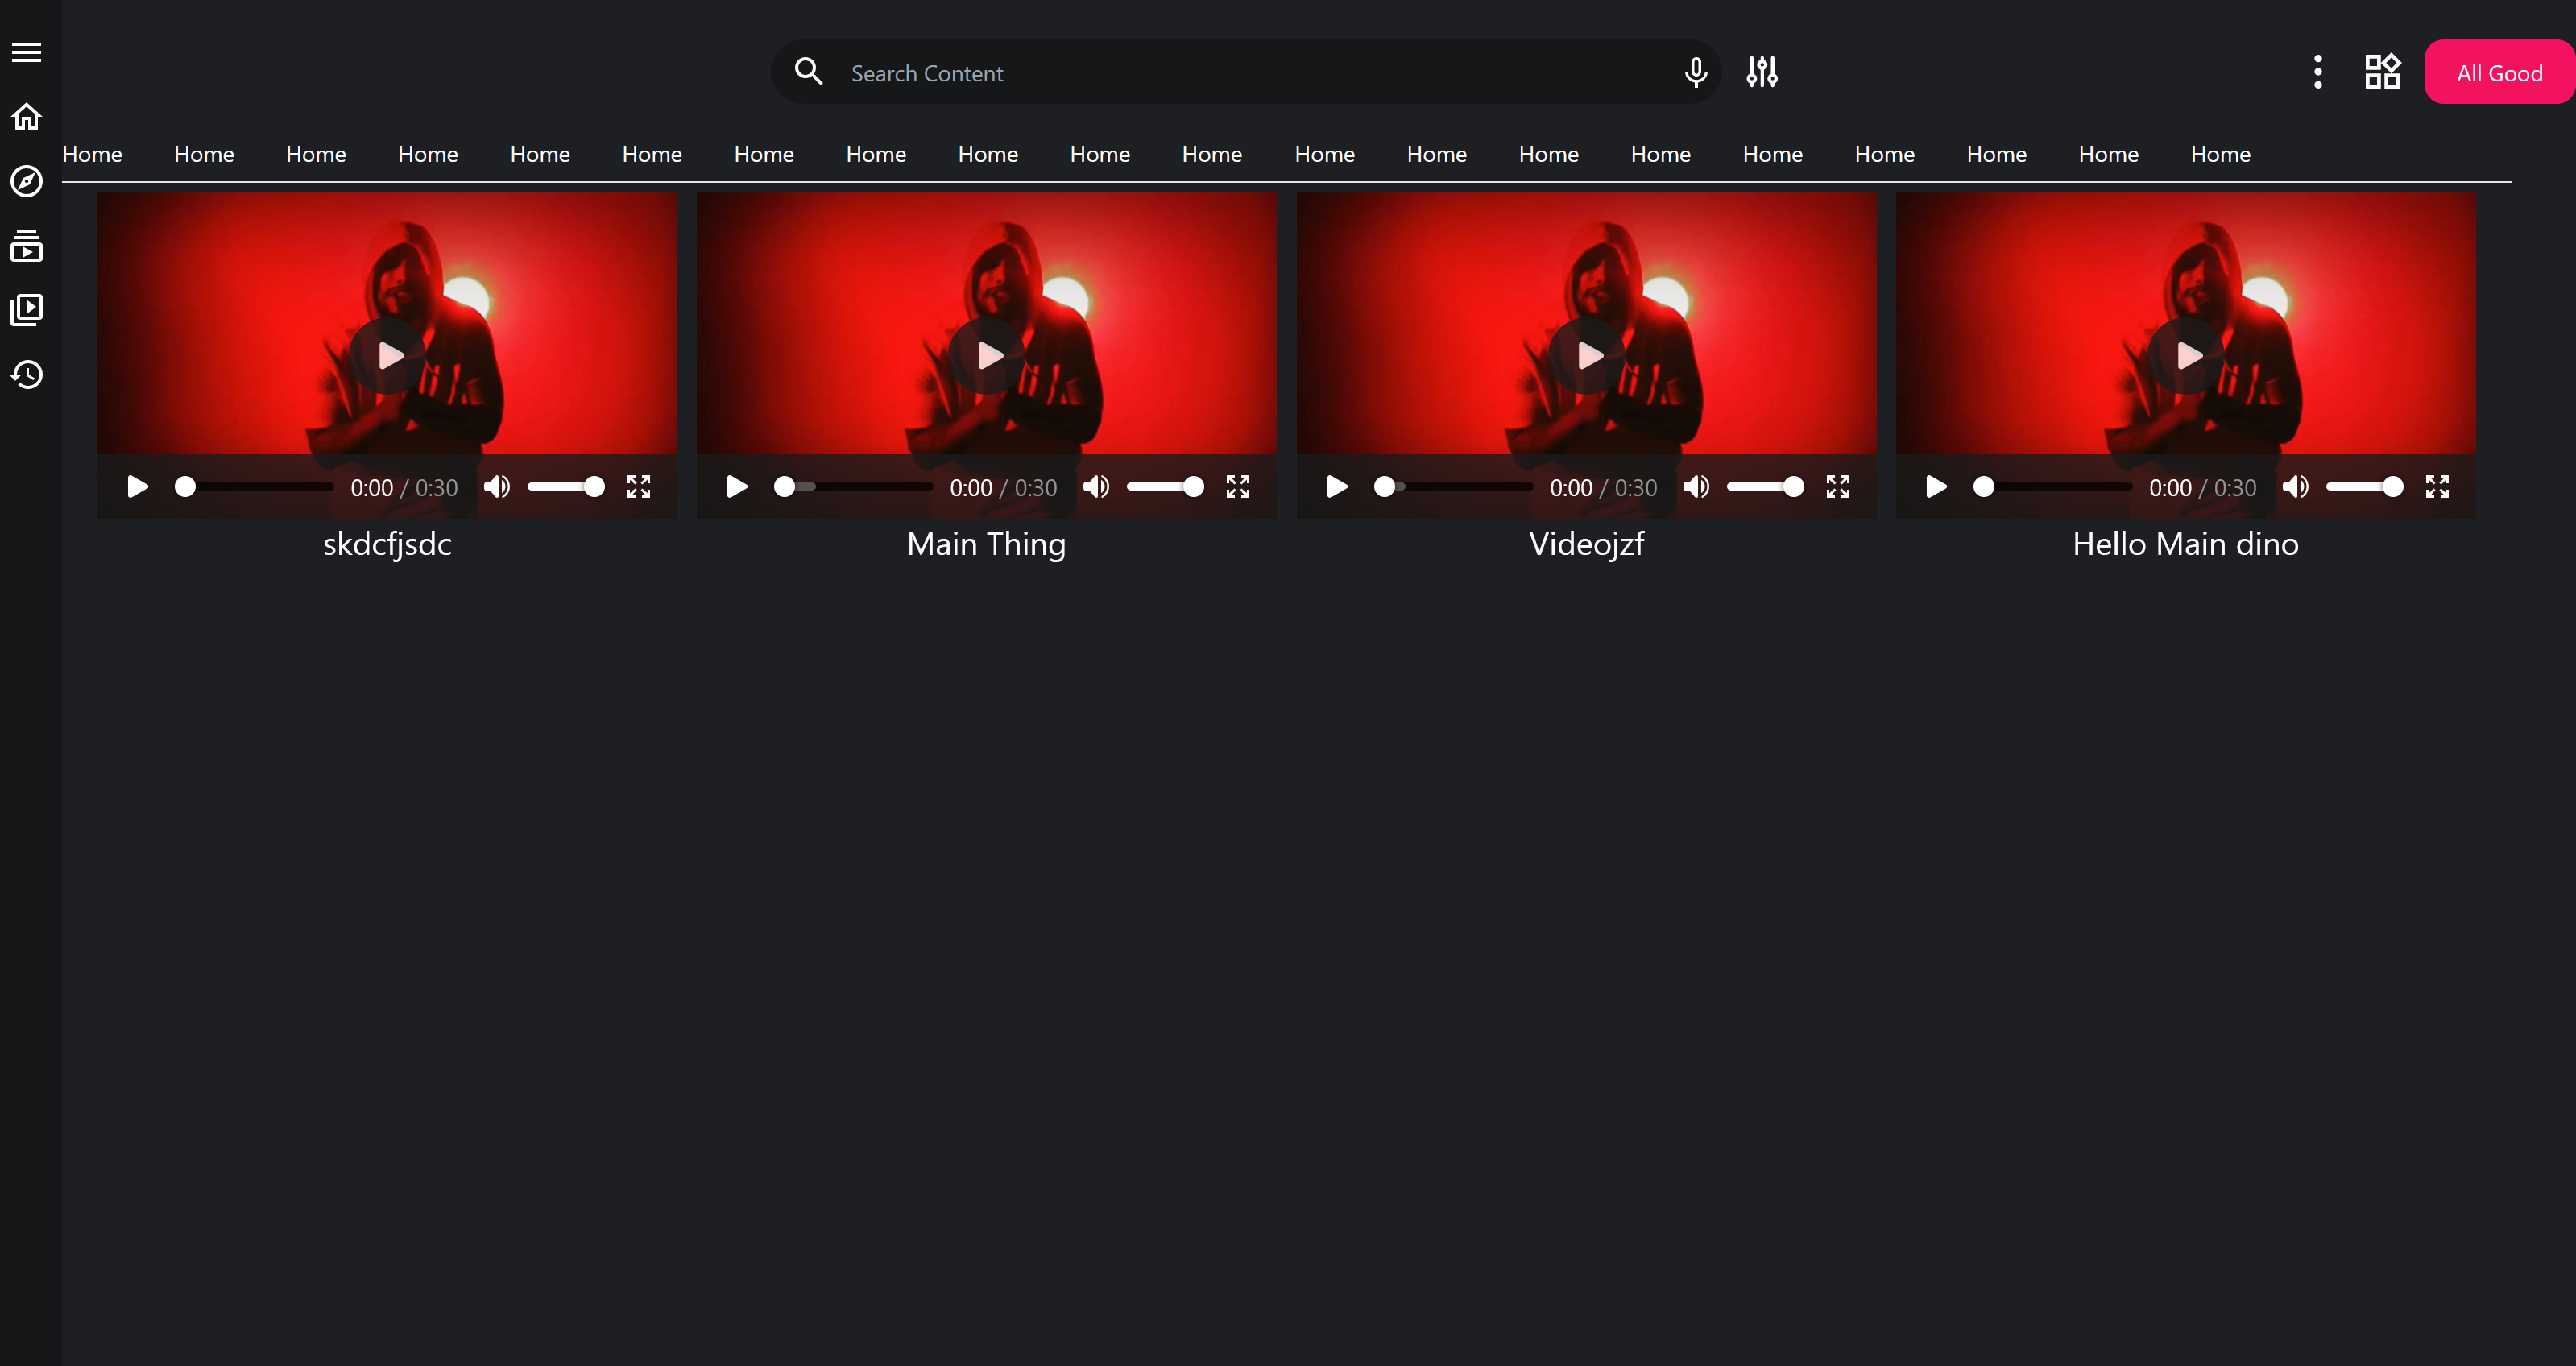 Search Content
All Good
Home Home Home Home Home Home Home Home Home Home Home Home Home Home Home Home Home Home Home Home
0:00 / 0:30 0:00 / 0:30 0:00 / 0:30 0:00 / 0:30
skdcfjsdc Main Thing Videojzf Hello Main dino